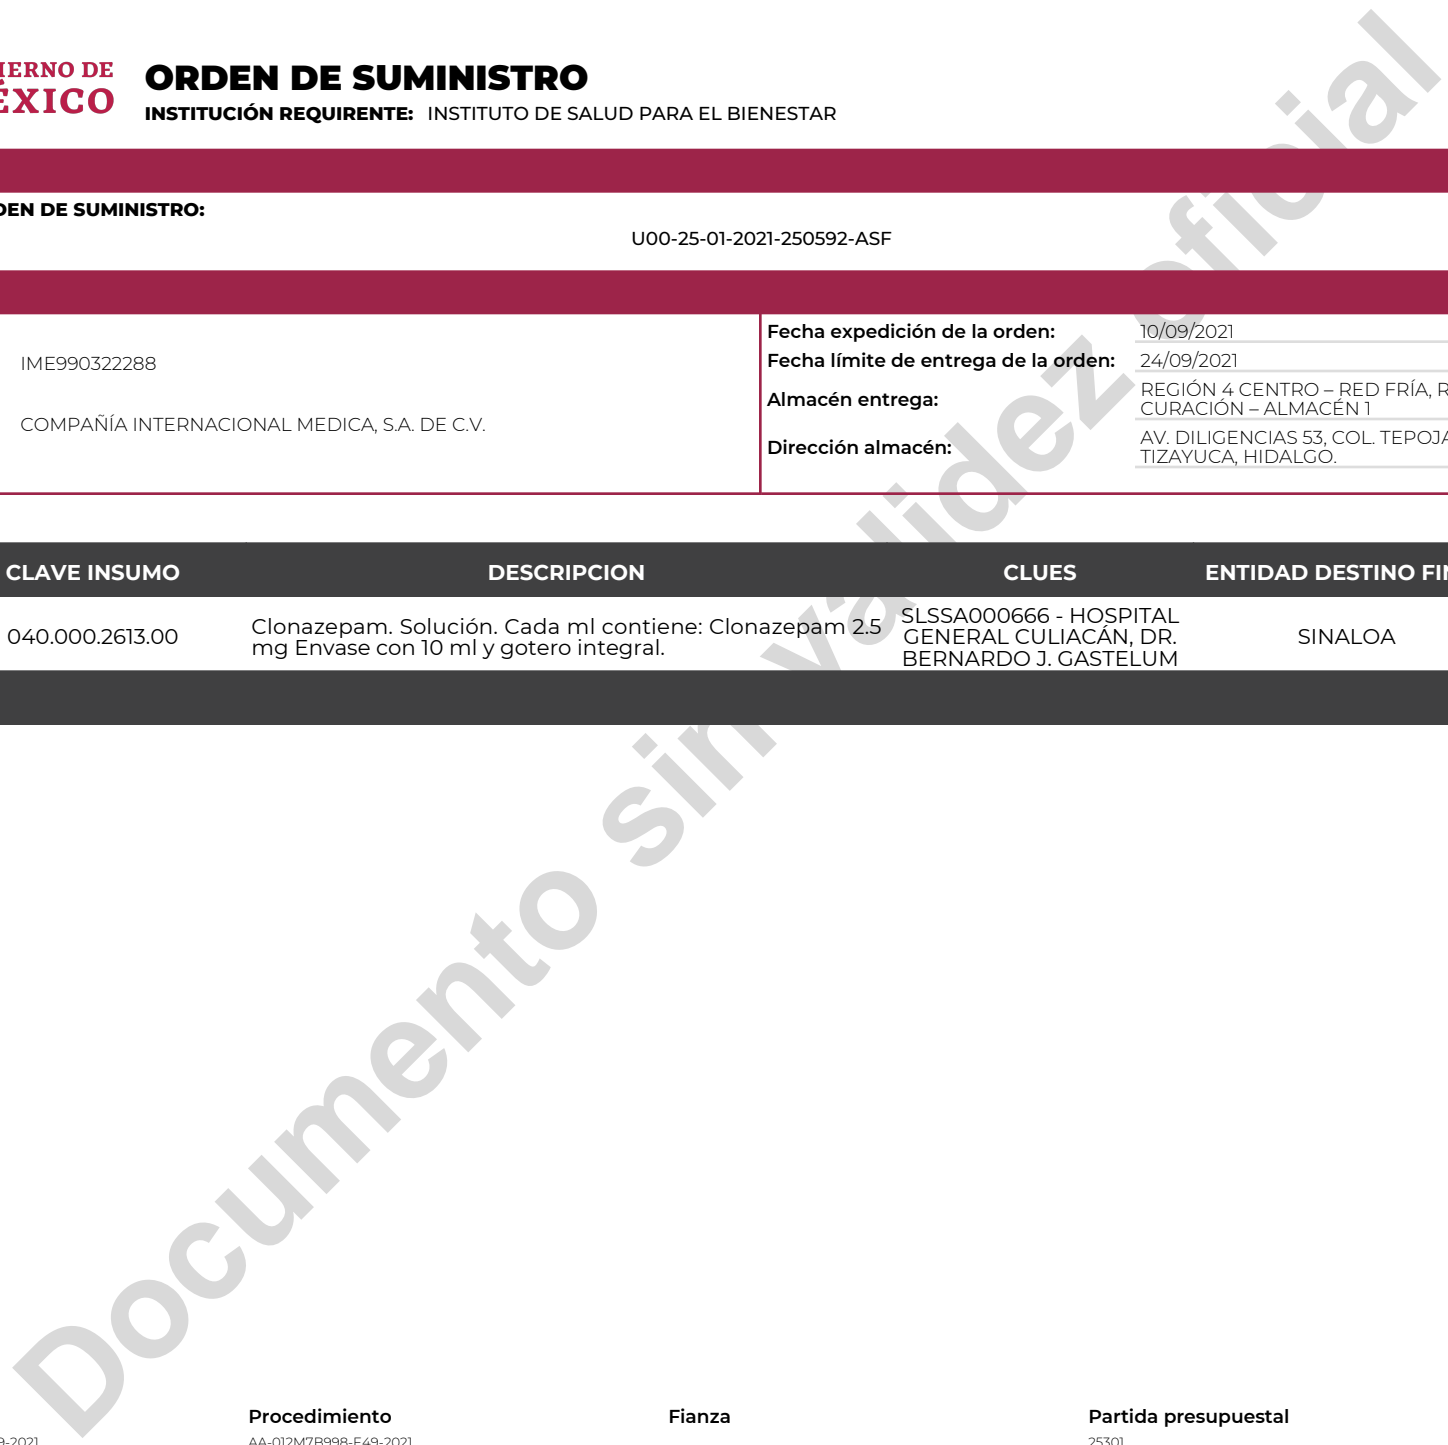 ORDEN DE SUMINISTRO
INSTITUCIÓN REQUIRENTE: INSTITUTO DE SALUD PARA EL BIENESTAR
DE
MÉXICO
DE SUMINISTRO:
U00-25-01-2021-250592-ASF
IME990322288
COMPAÑÍA INTERNACIONAL MEDICA, S.A. DE C.V.
Fecha expedición de la orden: 10/09/2021
Fecha límite de entrega de la orden: 24/09/2021
Almacén entrega: REGIÓN 4 CENTRO – RED FRÍA,
CURACIÓN – ALMACÉN 1
Dirección almacén: AV. DILIGENCIAS 53, COL.
TIZAYUCA, HIDALGO.
CLAVE INSUMO DESCRIPCION CLUES ENTIDAD DESTINO
040.000.2613.00
Clonazepam. Solución. Cada ml contiene: Clonazepam 2.5
mg Envase con 10 ml y gotero integral.
SLSSA000666 - HOSPITAL
GENERAL CULIACÁN, DR.
BERNARDO J. GASTELUM
SINALOA
Documento sin validez oficial
Procedimiento Fianza Partida presupuestal
AA-012M7B998-E49-2021 25301